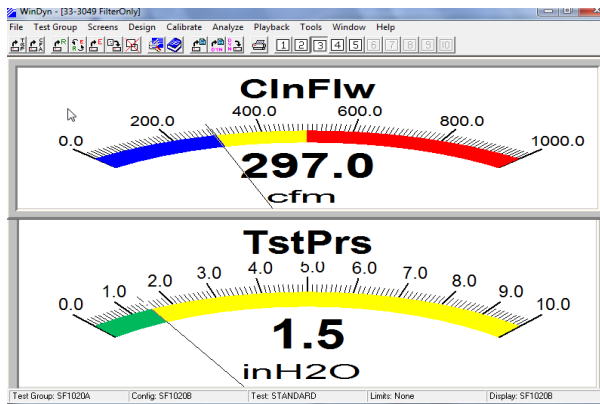 WinDyn - [33-3049 FilterOnly]
File Test Group Screens Design Calibrate Analyze Playback Tools Window Help
1 2 3 4 5 6 7 8 9 10
ClnFlw
0.0 200.0 400.0 600.0 800.0 1000.0
297.0
cfm
TstPrs
0.0 1.0 2.0 3.0 4.0 5.0 6.0 7.0 8.0 9.0 10.0
1.5
inH2O
Test Group: SF1020A Config: SF1020B Test: STANDARD Limits: None Display: SF1020B